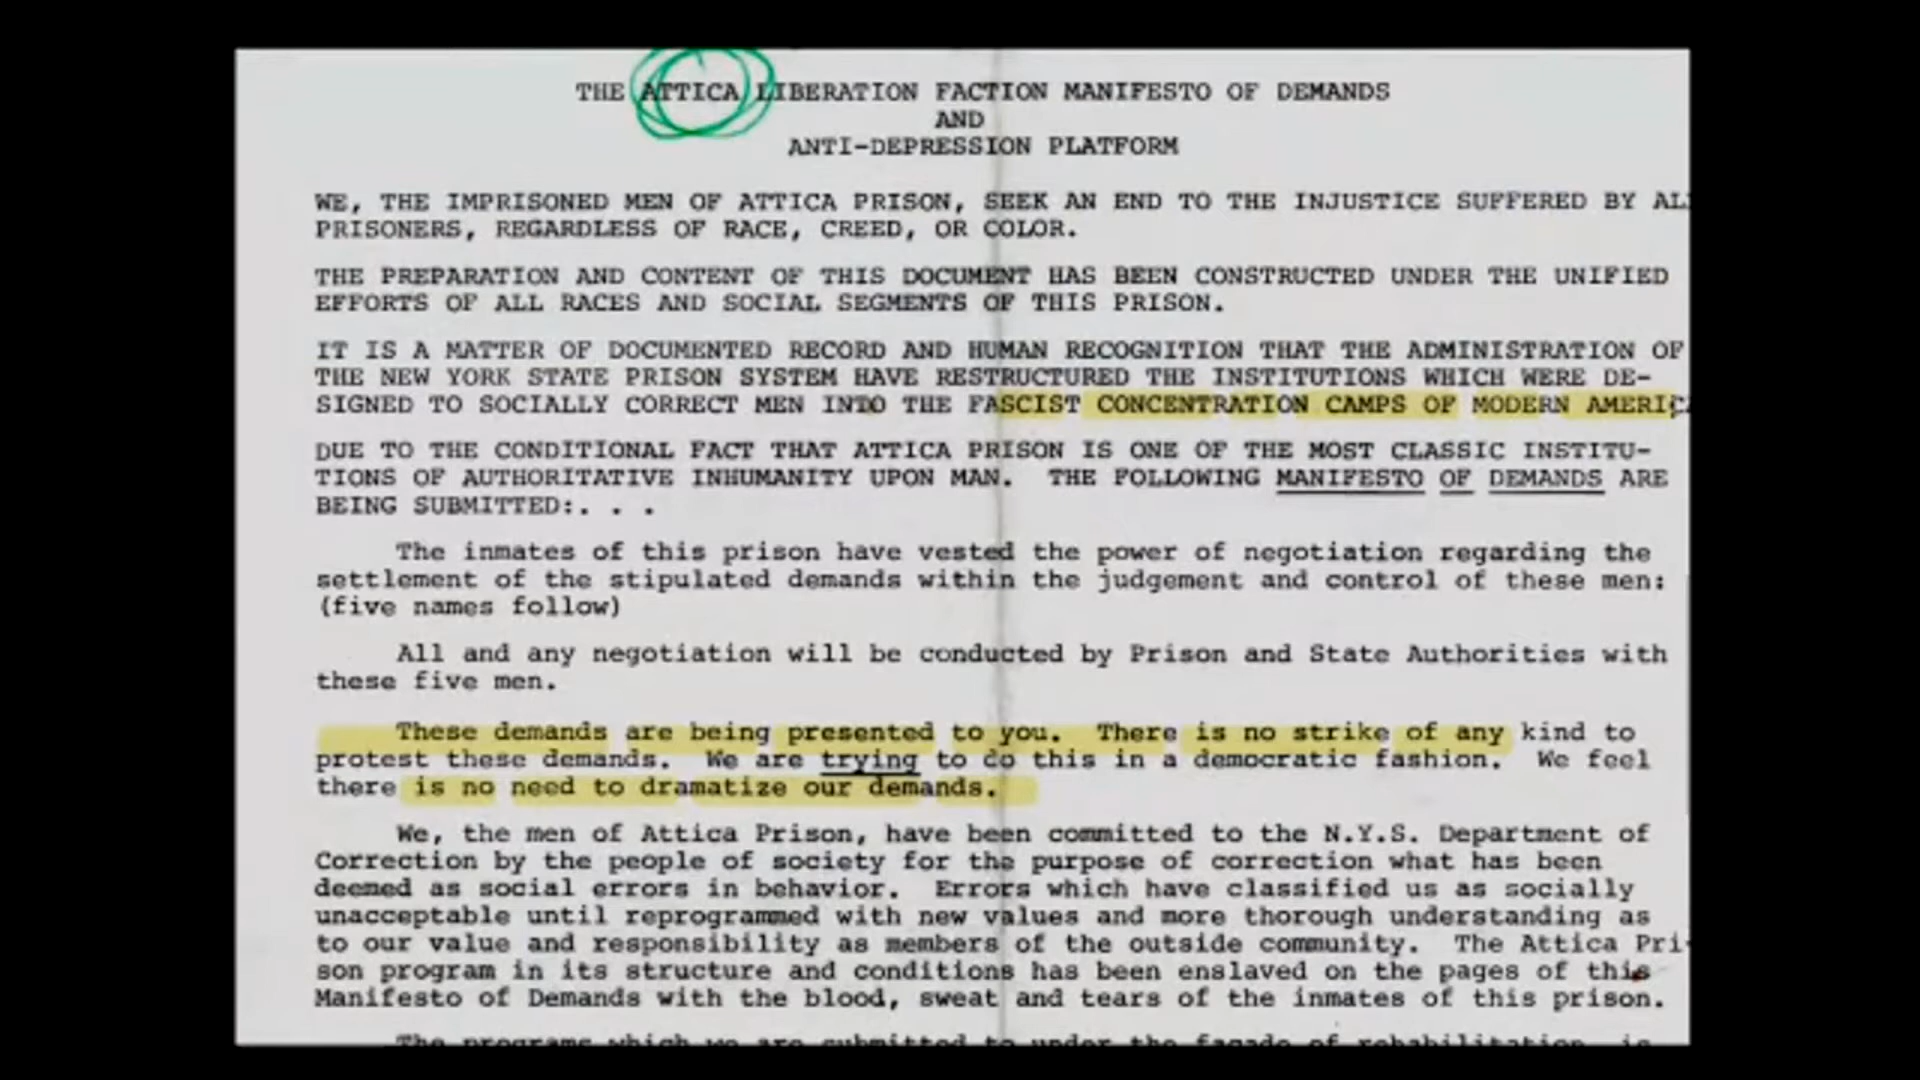 THE ATTICA LIBERATION FACTION MANIFESTO OF DEMANDS
AND
ANTI-DEPRESSION PLATFORM
WE, THE IMPRISONED MEN OF ATTICA PRISON, SEEK AN END TO THE INJUSTICE SUFFERED BY AL
PRISONERS, REGARDLESS OF RACE, CREED, OR COLOR.
THE PREPARATION AND CONTENT OF THIS DOCUMENT HAS BEEN CONSTRUCTED UNDER THE UNIFIED
EFFORTS OF ALL RACES AND SOCIAL SEGMENTS OF THIS PRISON.
IT IS A MATTER OF DOCUMENTED RECORD AND HUMAN RECOGNITION THAT THE ADMINISTRATION OF
THE NEW YORK STATE PRISON SYSTEM HAVE RESTRUCTURED THE INSTITUTIONS WHICH WERE DE-
SIGNED TO SOCIALLY CORRECT MEN INTO THE FASCIST CONCENTRATION CAMPS OF MODERN AMERIC
DUE TO THE CONDITIONAL FACT THAT ATTICA PRISON IS ONE OF THE MOST CLASSIC INSTITU-
TIONS OF AUTHORITATIVE INHUMANITY UPON MAN. THE FOLLOWING MANIFESTO OF DEMANDS ARE
BEING SUBMITTED:. . .
The inmates of this prison have vested the power of negotiation regarding the
settlement of the stipulated demands within the judgement and control of these men:
(five names follow)
All and any negotiation will be conducted by Prison and State Authorities with
these five men.
These demands are being presented to you. There is no strike of any kind to
protest these demands. We are trying to do this in a democratic fashion. We feel
there is no need to dramatize our demands.
We, the men of Attica Prison, have been committed to the N.Y.S. Department of
Correction by the people of society for the purpose of correction what has been
deemed as social errors in behavior. Errors which have classified us as socially
unacceptable until reprogrammed with new values and more thorough understanding as
to our value and responsibility as members of the outside community. The Attica Pri-
son program in its structure and conditions has been enslaved on the pages of this
Manifesto of Demands with the blood, sweat and tears of the inmates of this prison.
The programs which we are submitted to under the façade of rehabilitation, is